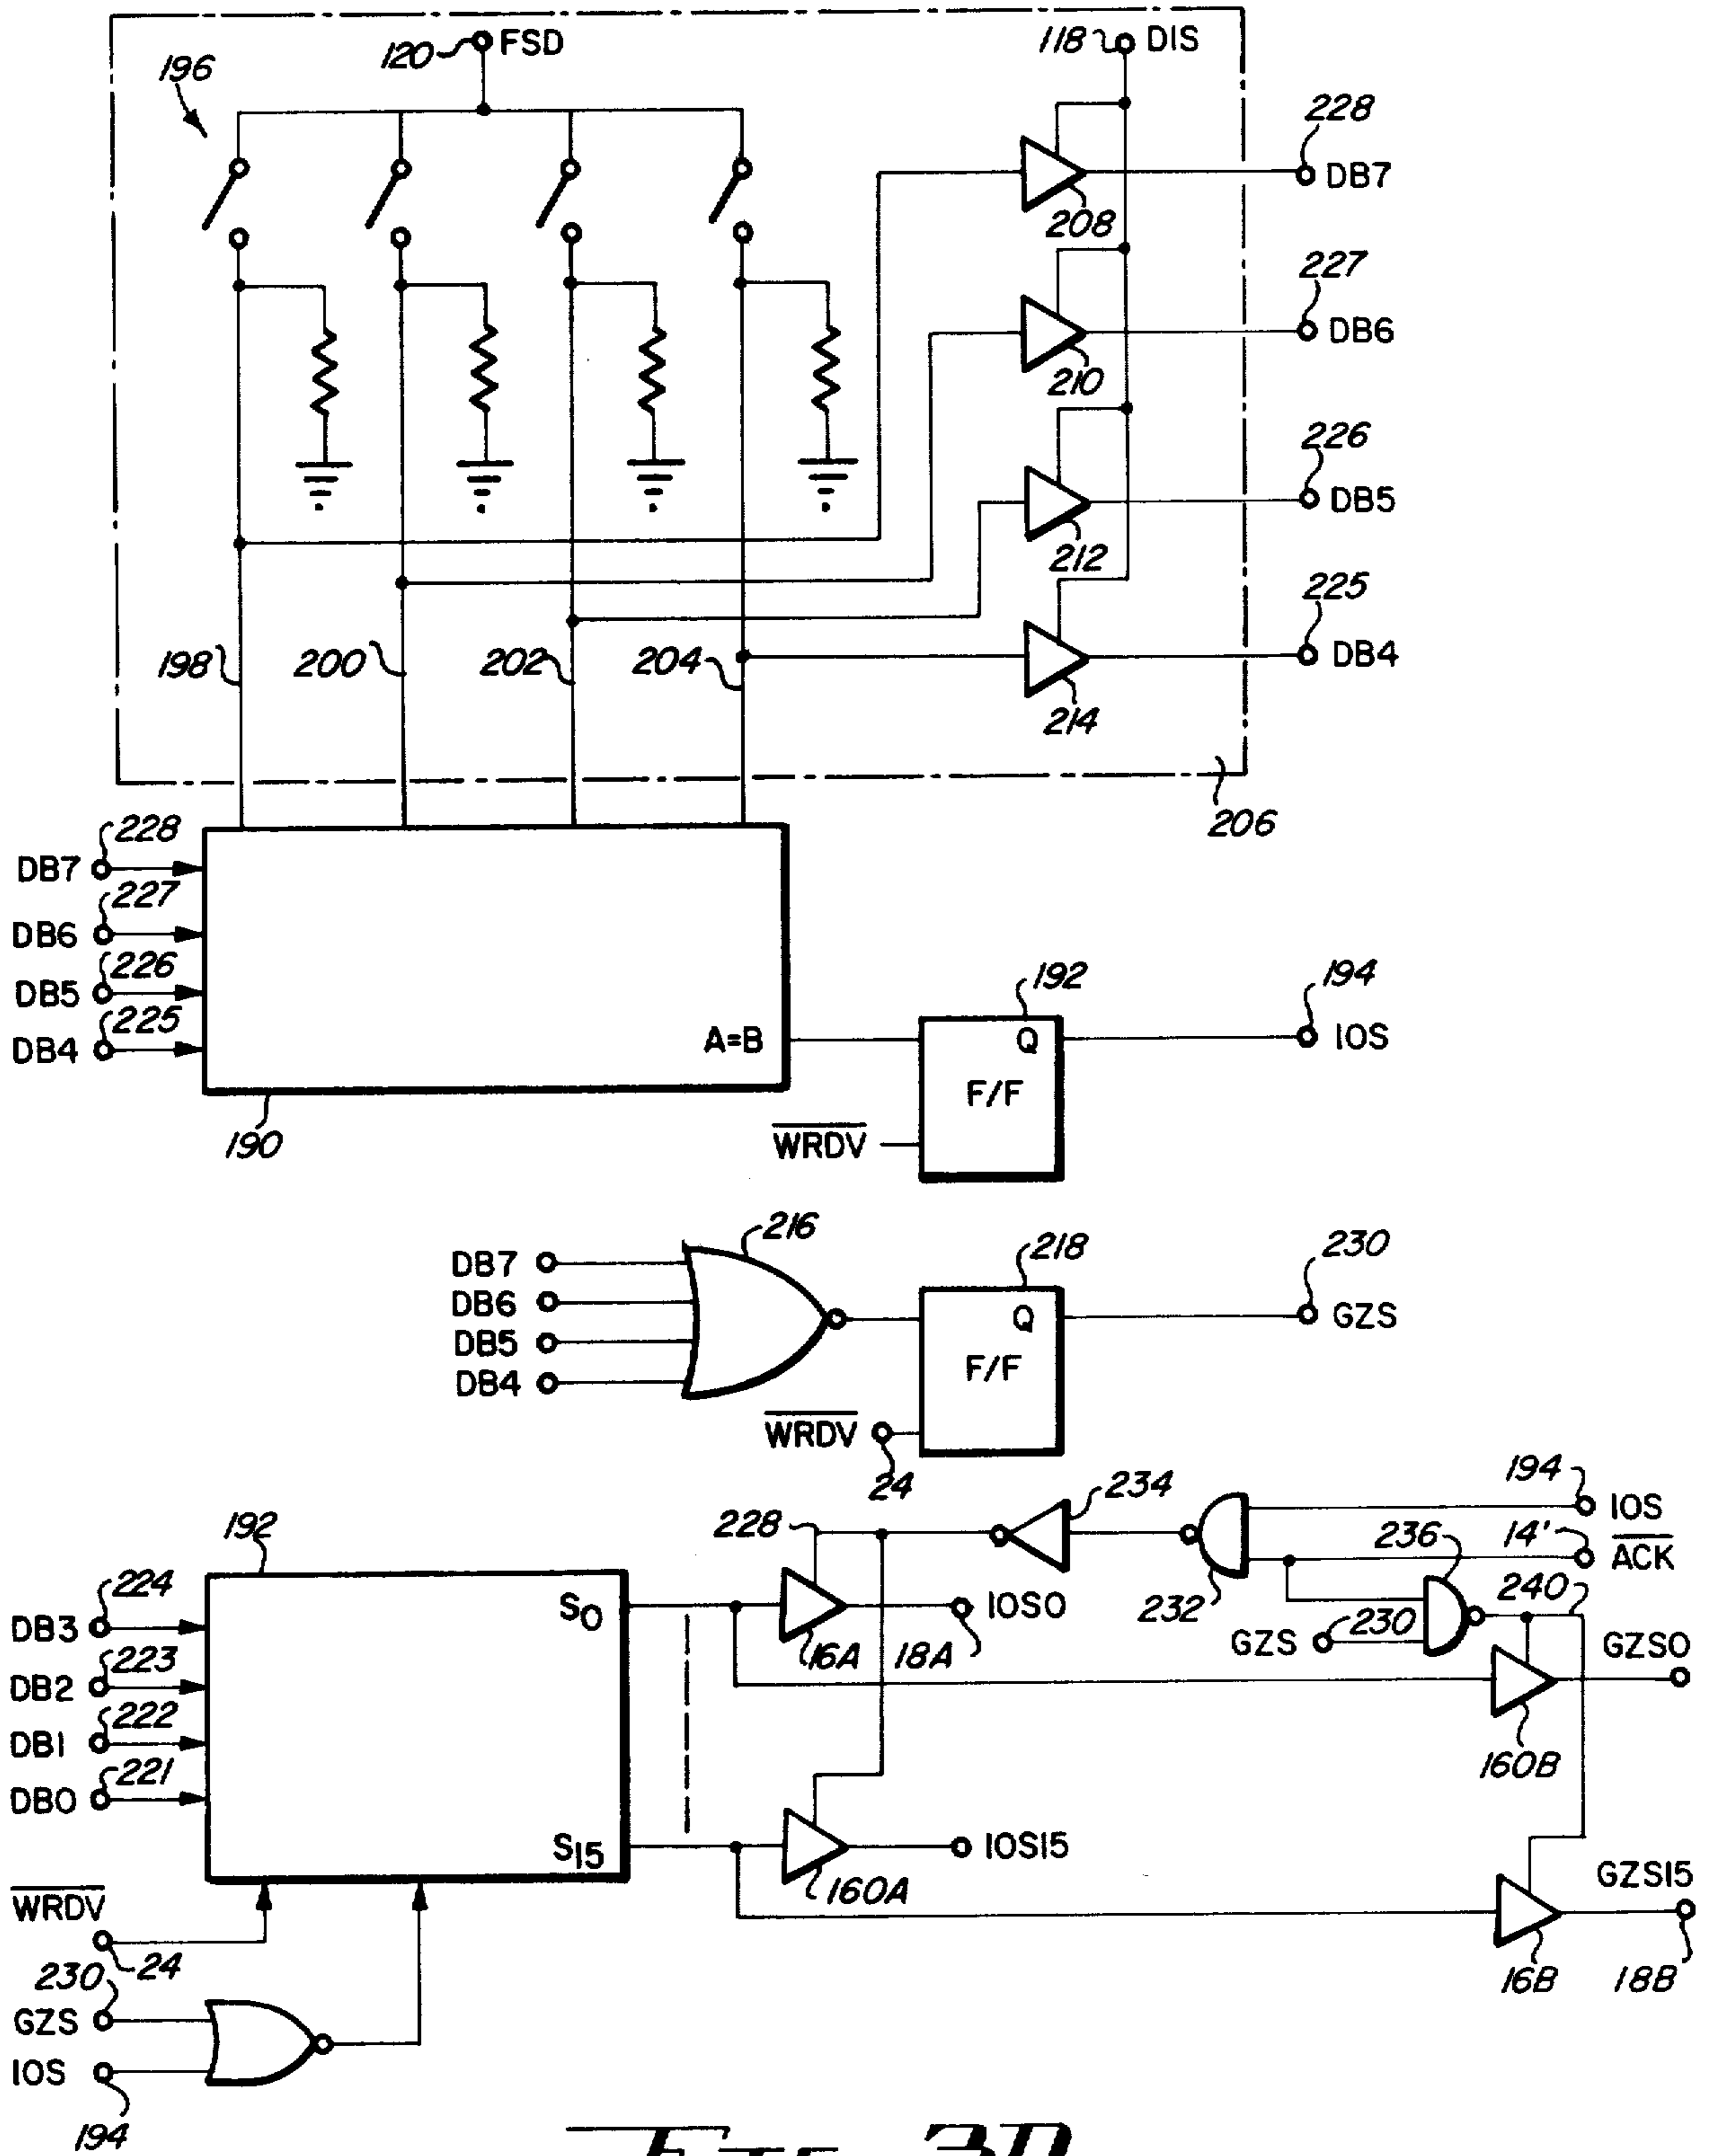 120 FSD
118 DIS
196
228
DB7
208
227
DB6
210
226
DB5
212
225
DB4
214
198
200
202
204
206
228
DB7
227
DB6
226
DB5
225
DB4
A=B
190
192
Q
F/F
WRDV
194
IOS
216
DB7
DB6
DB5
DB4
218
Q
F/F
WRDV
24
230
GZS
192
224
DB3
223
DB2
222
DB1
221
DB0
S0
S15
WRDV
24
230
GZS
IOS
194
228
234
232
194
IOS
14'
ACK
236
240
GZS
230
IOS0
16A
18A
GZS0
160B
IOS15
160A
GZS15
16B
18B